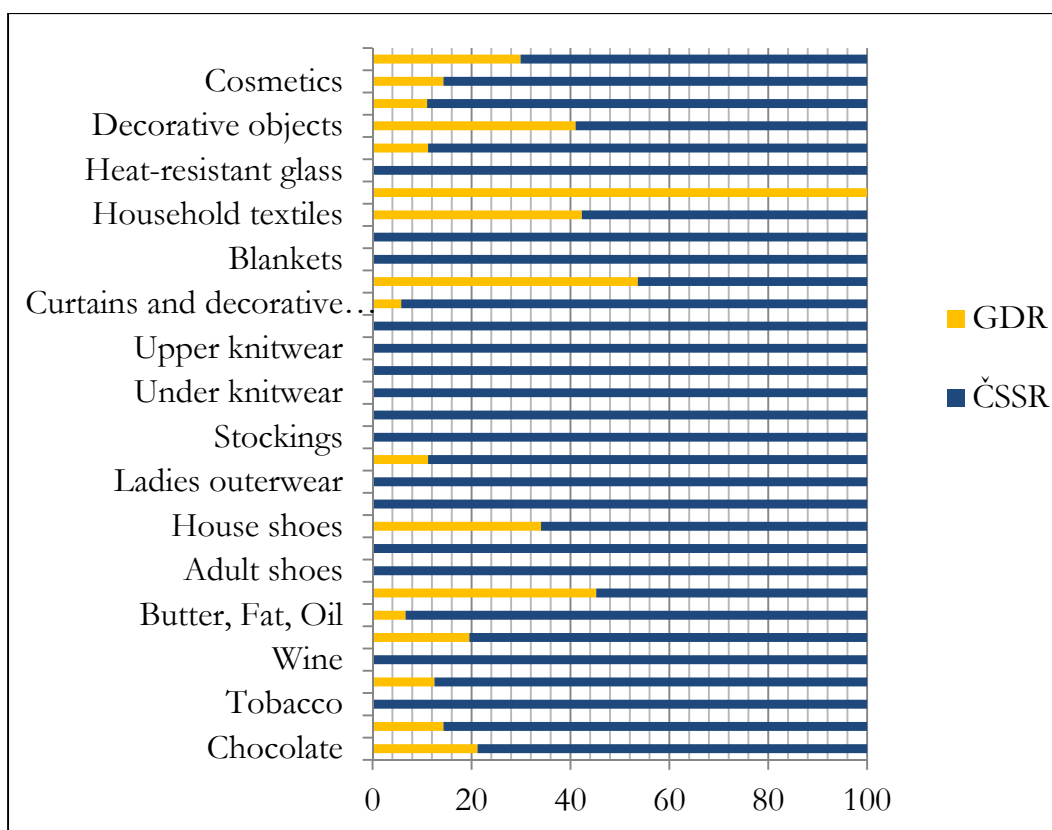 Cosmetics
Decorative objects
Heat-resistant glass
Household textiles
Blankets
Curtains and decorative…
Upper knitwear
Under knitwear
Stockings
Ladies outerwear
House shoes
Adult shoes
Butter, Fat, Oil
Wine
Tobacco
Chocolate
0 20 40 60 80 100
GDR
ČSSR